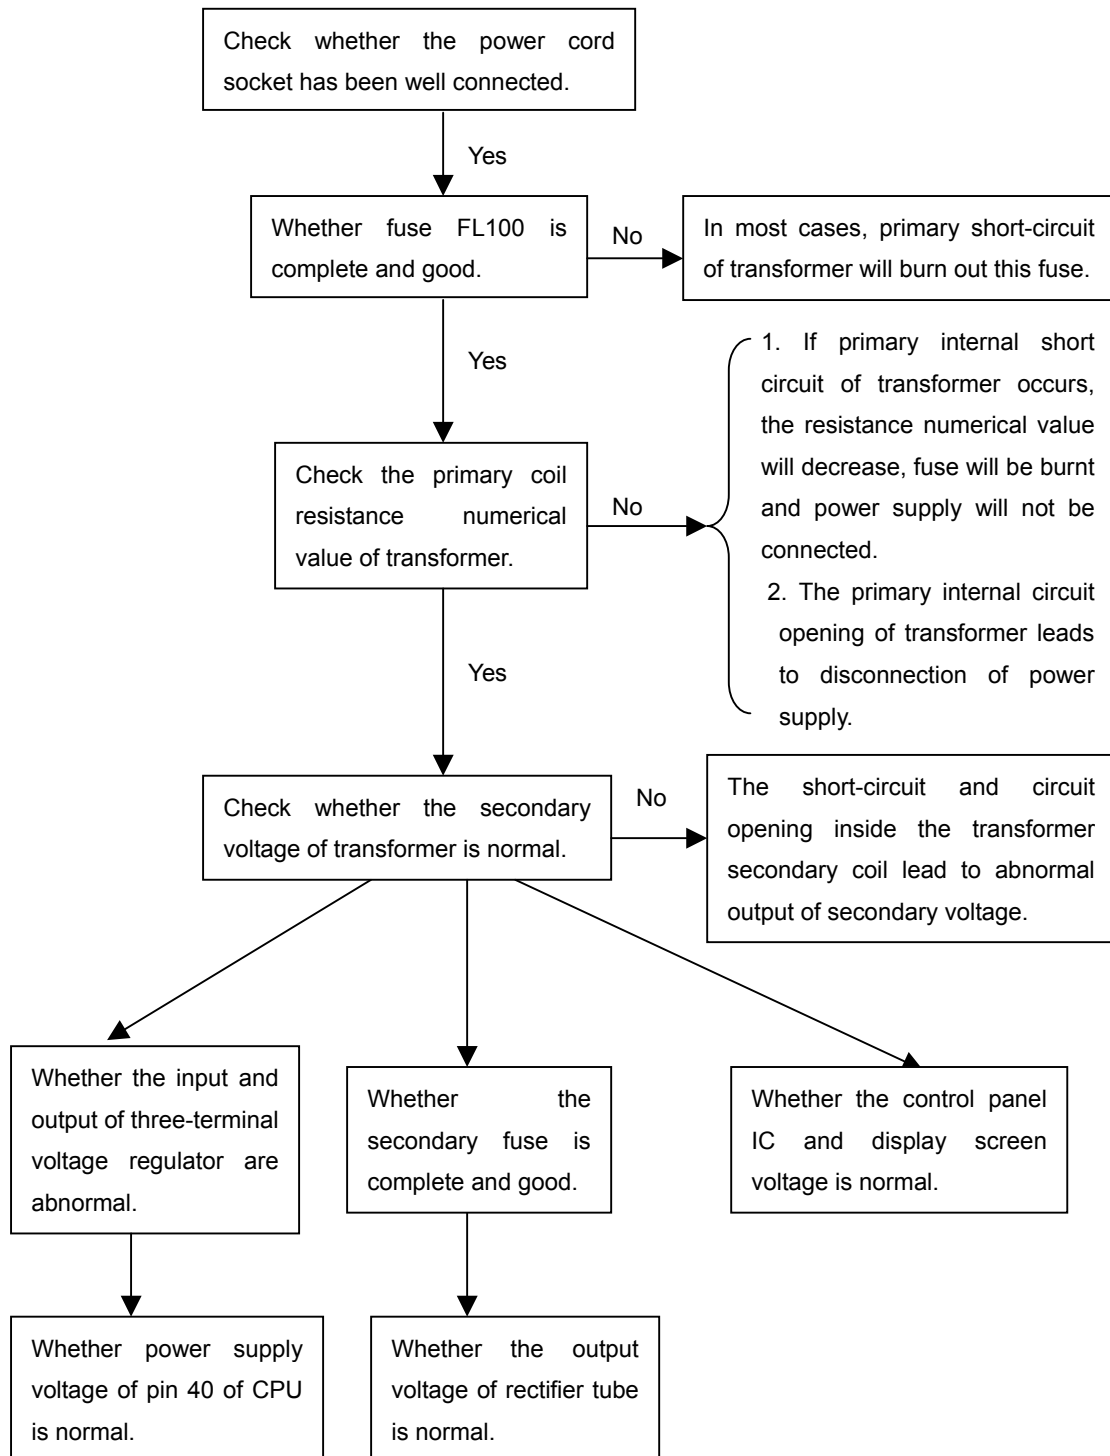 Check whether the power cord
socket has been well connected.
Yes
Whether fuse FL100 is
complete and good.
No
In most cases, primary short-circuit
of transformer will burn out this fuse.
Yes
1. If primary internal short
circuit of transformer occurs,
the resistance numerical value
will decrease, fuse will be burnt
and power supply will not be
connected.
2. The primary internal circuit
opening of transformer leads
to disconnection of power
supply.
Check the primary coil
resistance numerical
value of transformer.
No
Yes
Check whether the secondary
voltage of transformer is normal.
No
The short-circuit and circuit
opening inside the transformer
secondary coil lead to abnormal
output of secondary voltage.
Whether the input and
output of three-terminal
voltage regulator are
abnormal.
Whether the
secondary fuse is
complete and good.
Whether the control panel
IC and display screen
voltage is normal.
Whether power supply
voltage of pin 40 of CPU
is normal.
Whether the output
voltage of rectifier tube
is normal.